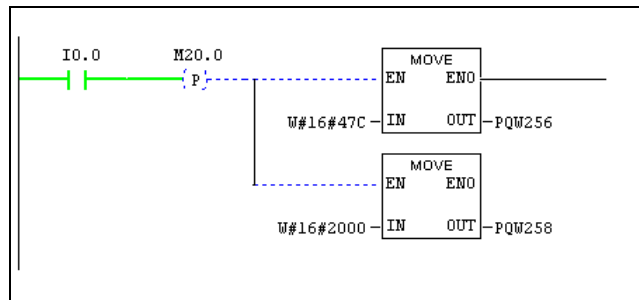 I0.0 M20.0
P
MOVE
EN ENO
W#16#47C IN OUT PQW256
MOVE
EN ENO
W#16#2000 IN OUT PQW258